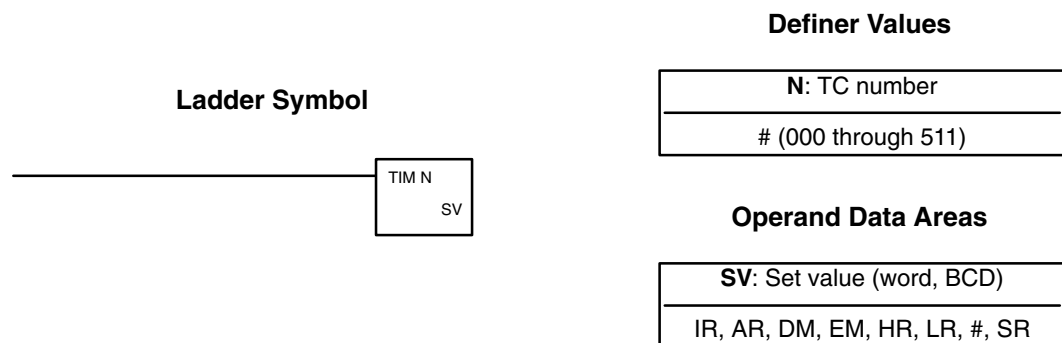 Ladder Symbol
TIM N
SV
Definer Values
N: TC number
# (000 through 511)
Operand Data Areas
SV: Set value (word, BCD)
IR, AR, DM, EM, HR, LR, #, SR